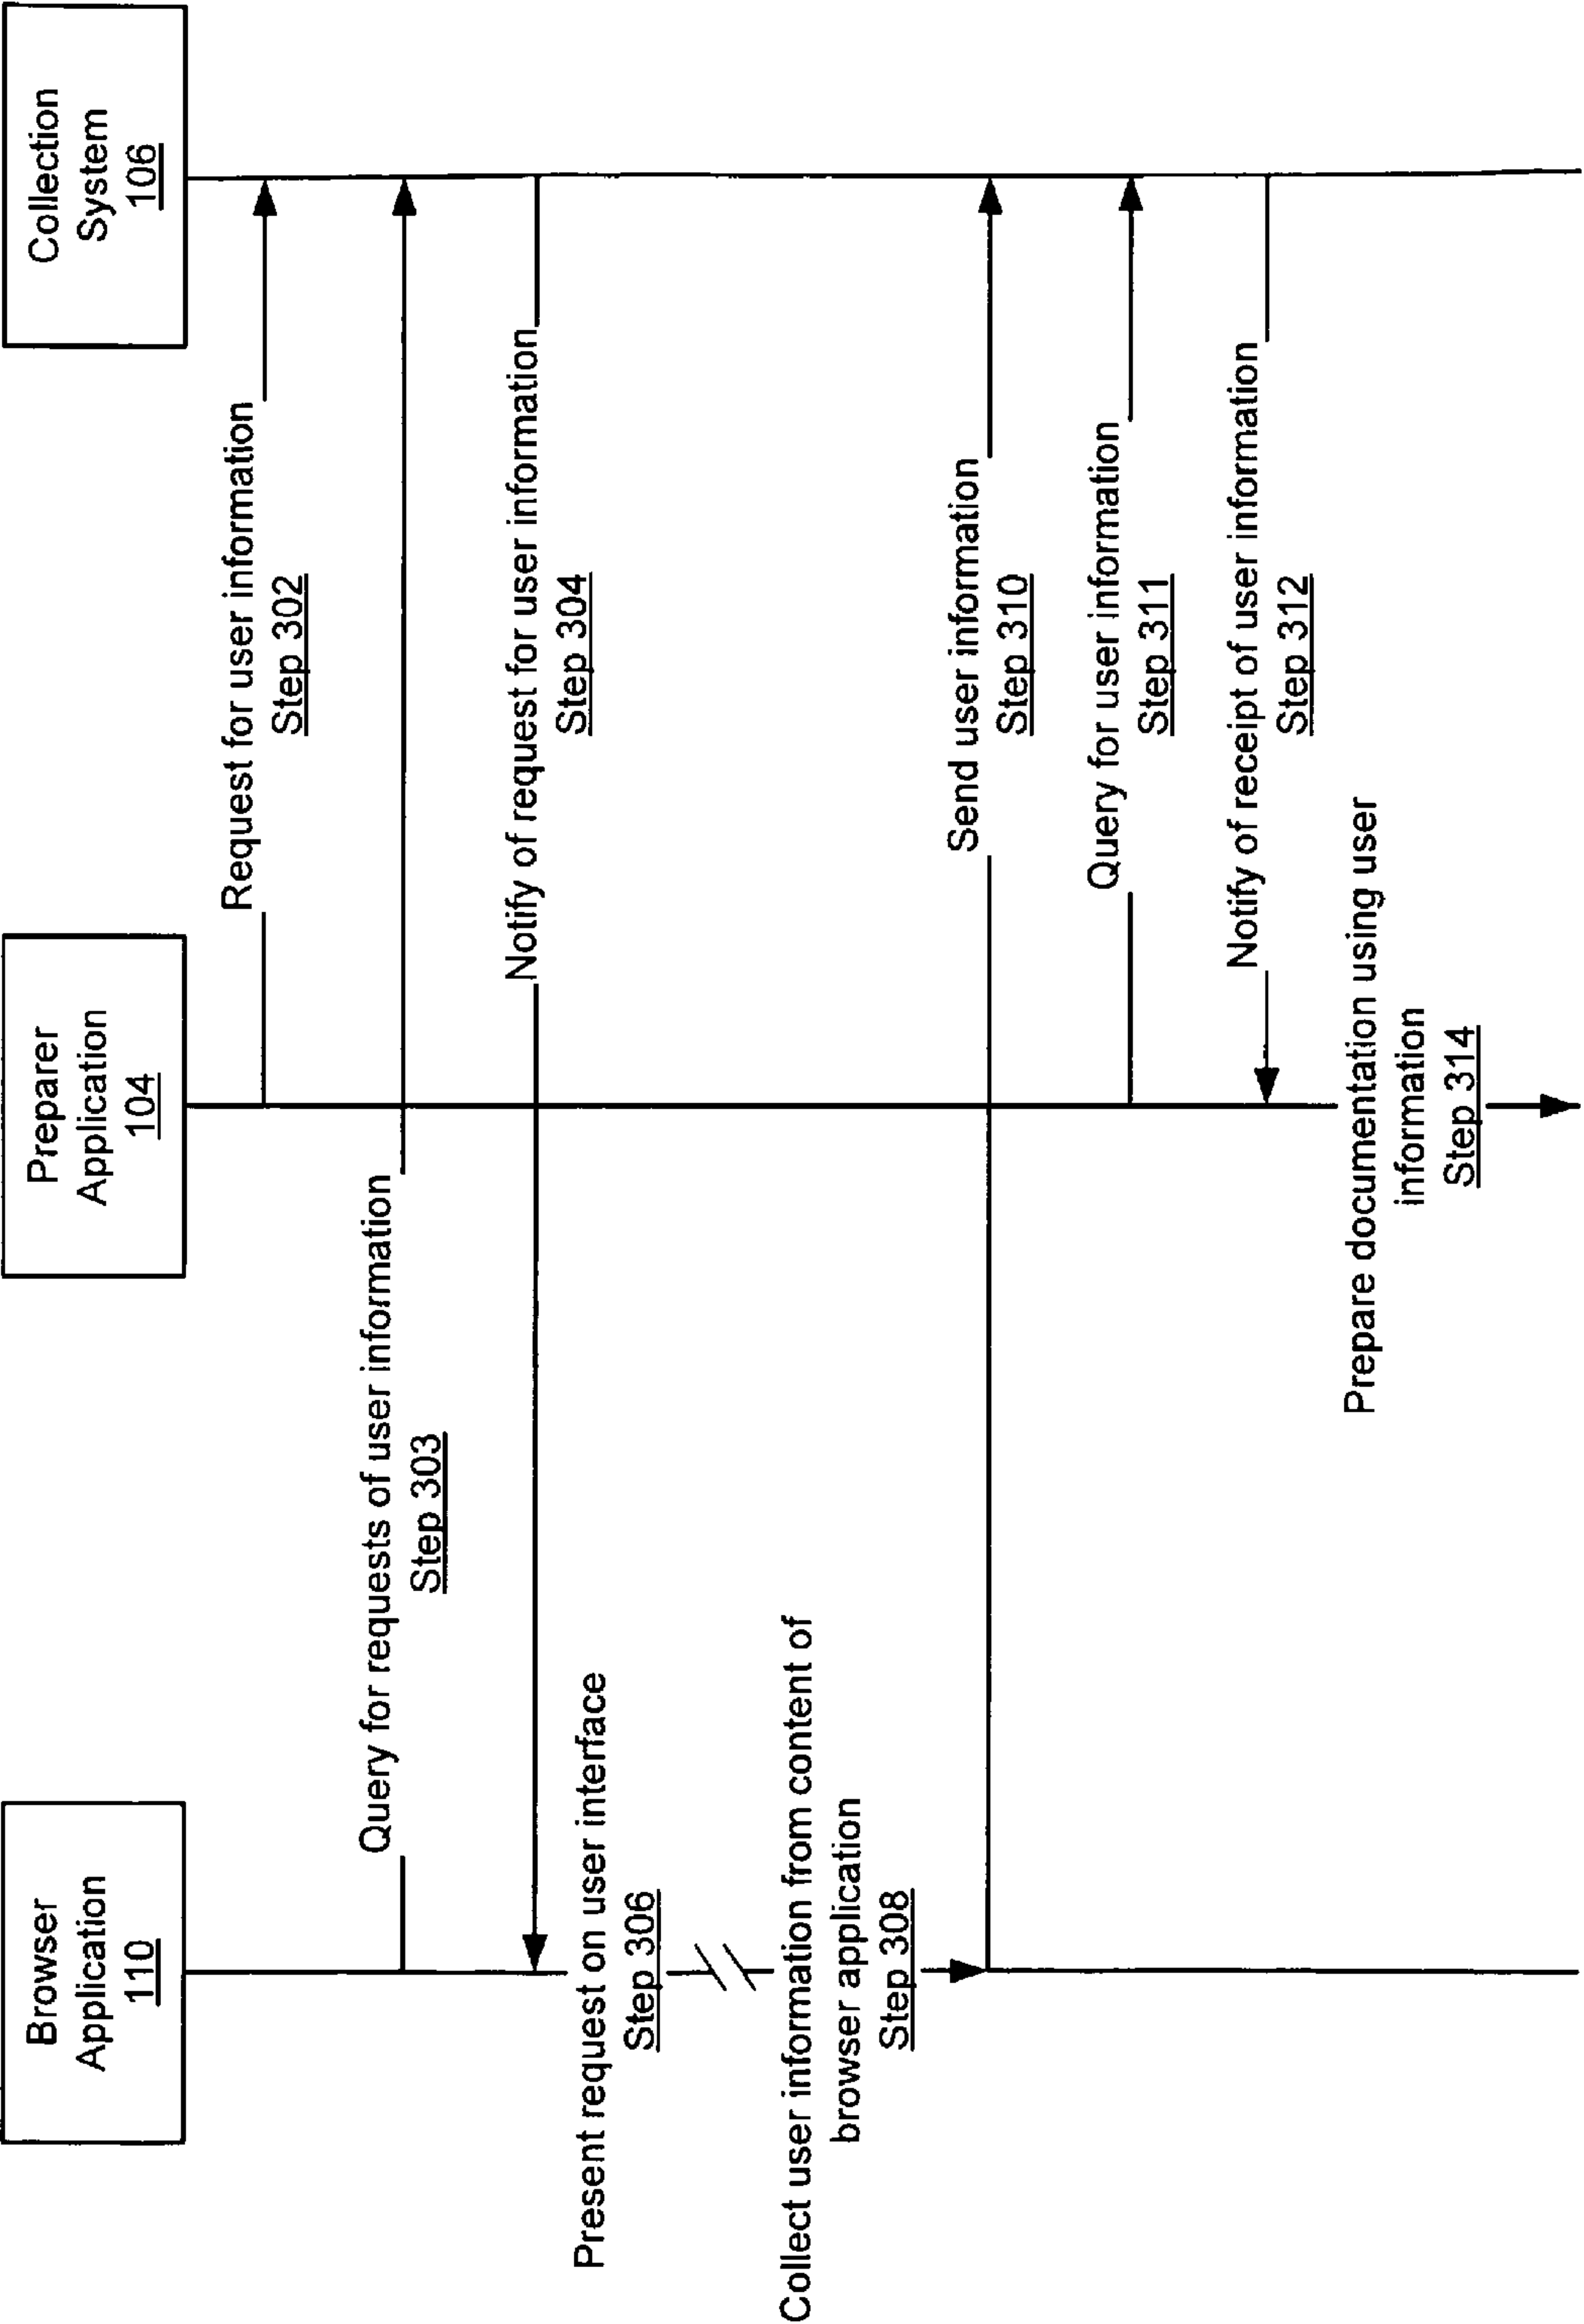 Browser
Application
110
Preparer
Application
104
Collection
System
106
Request for user information
Step 302
Query for requests of user information
Step 303
Notify of request for user information
Step 304
Present request on user interface
Step 306
Collect user information from content of
browser application
Step 308
Send user information
Step 310
Query for user information
Step 311
Notify of receipt of user information
Step 312
Prepare documentation using user
information
Step 314